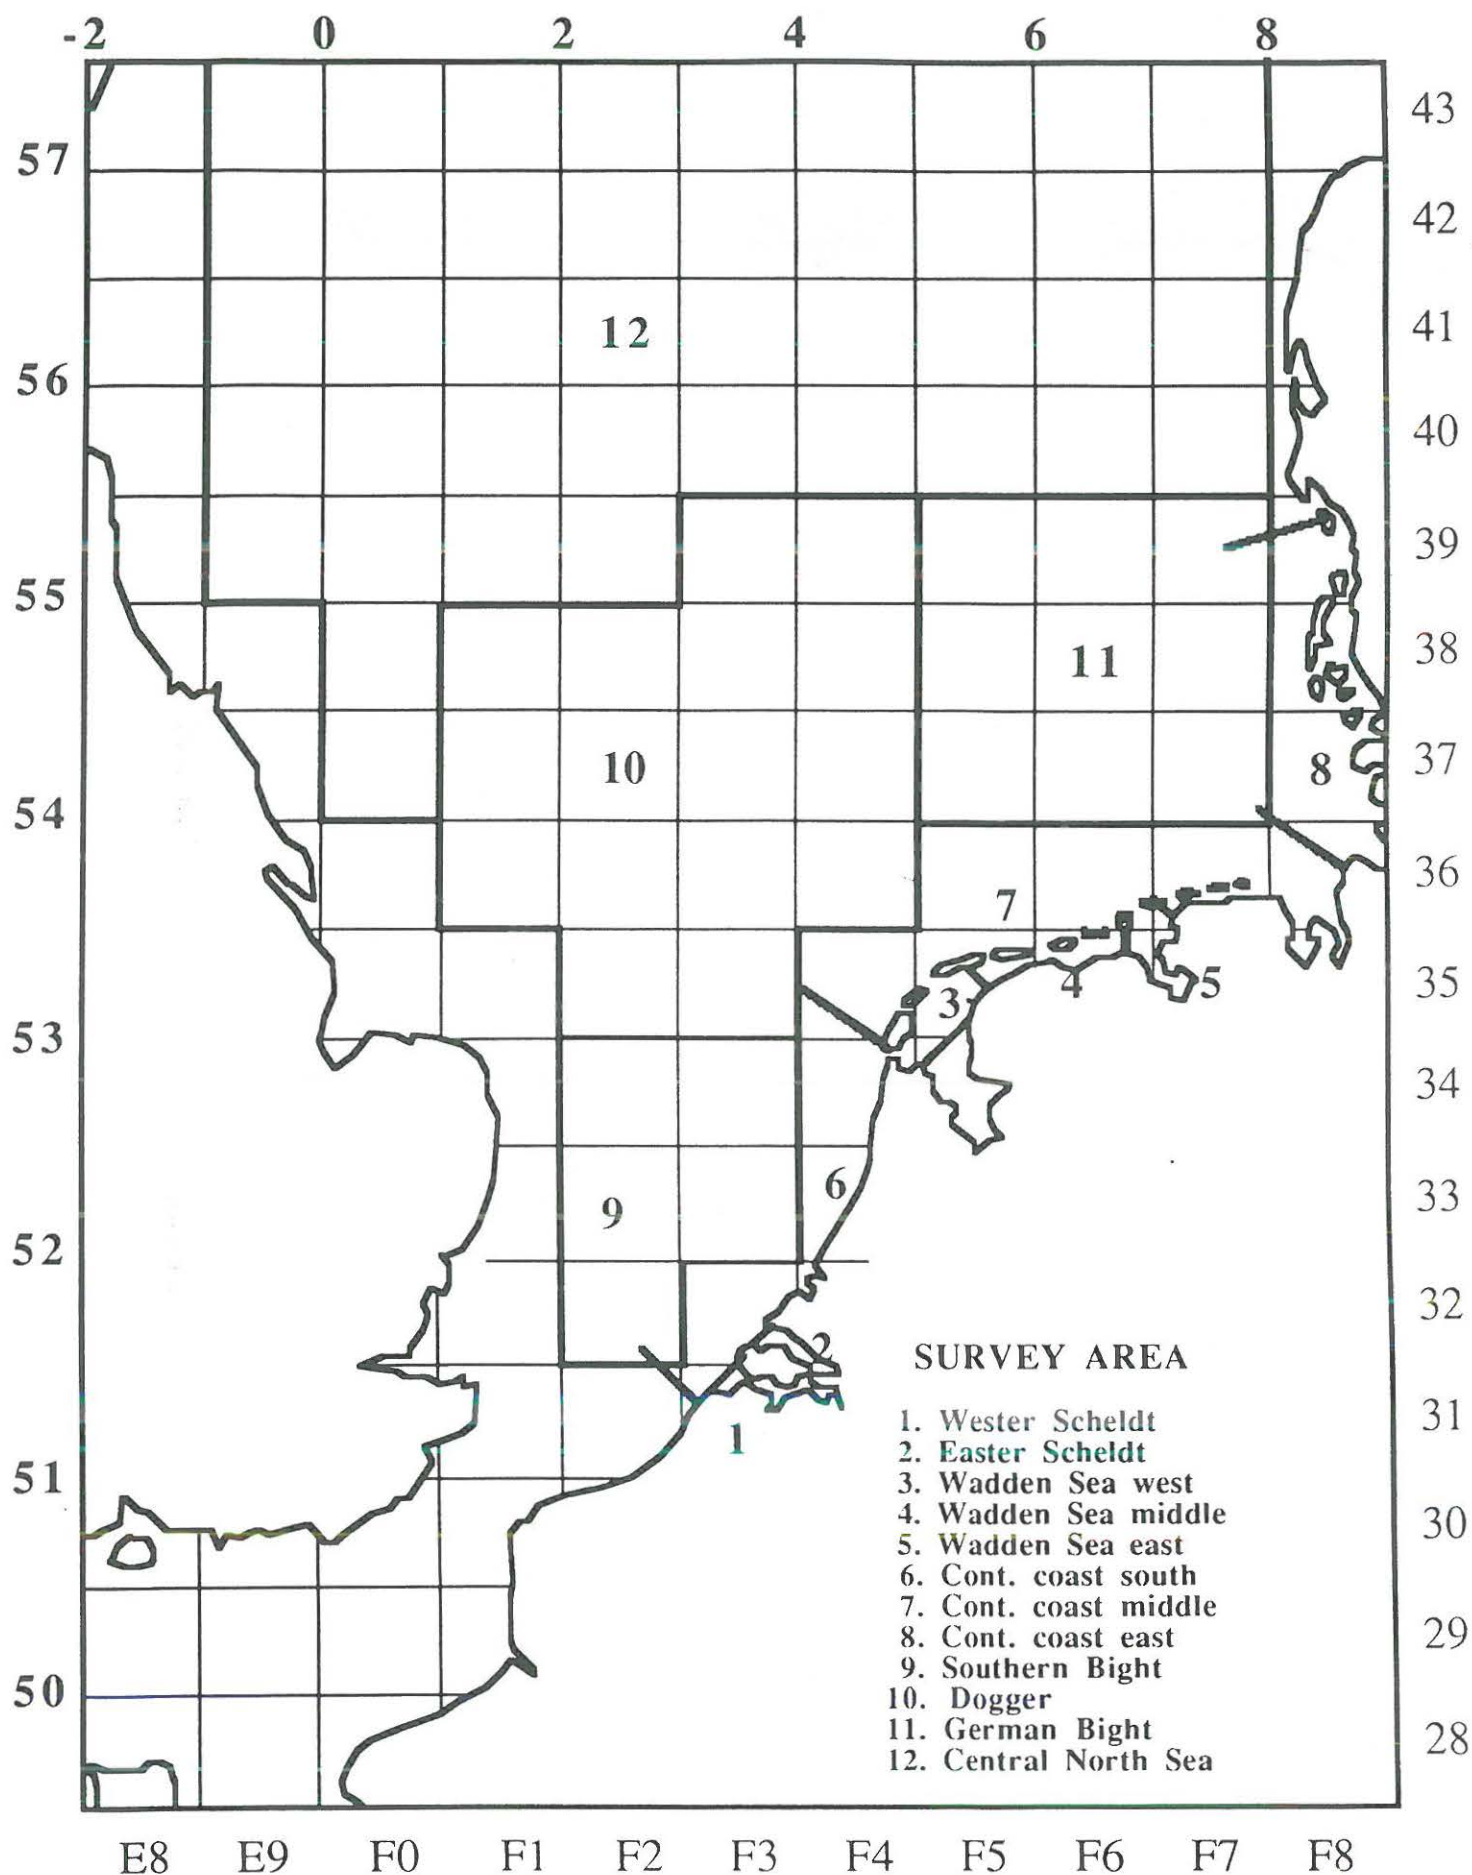 -2 0 2 4 6 8
43
57
42
12
41
56
40
39
55
38
11
10
37
8
54
36
7
5
35
3
4
53
34
6
33
9
52
32
2
SURVEY AREA
31
1
1. Wester Scheldt
2. Easter Scheldt
51
3. Wadden Sea west
4. Wadden Sea middle
30
5. Wadden Sea east
6. Cont. coast south
7. Cont. coast middle
29
8. Cont. coast east
9. Southern Bight
50
10. Dogger
11. German Bight
28
12. Central North Sea
E8 E9 F0 F1 F2 F3 F4 F5 F6 F7 F8